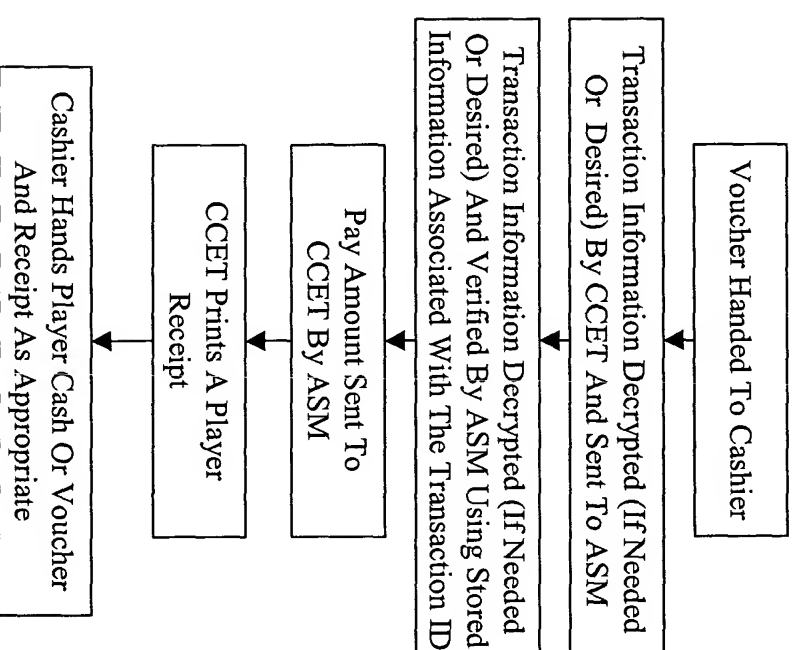 Voucher Handed To Cashier
Transaction Information Decrypted (If Needed
Or Desired) By CCET And Sent To ASM
Transaction Information Decrypted (If Needed
Or Desired) And Verified By ASM Using Stored
Information Associated With The Transaction ID
Pay Amount Sent To
CCET By ASM
CCET Prints A Player
Receipt
Cashier Hands Player Cash Or Voucher
And Receipt As Appropriate